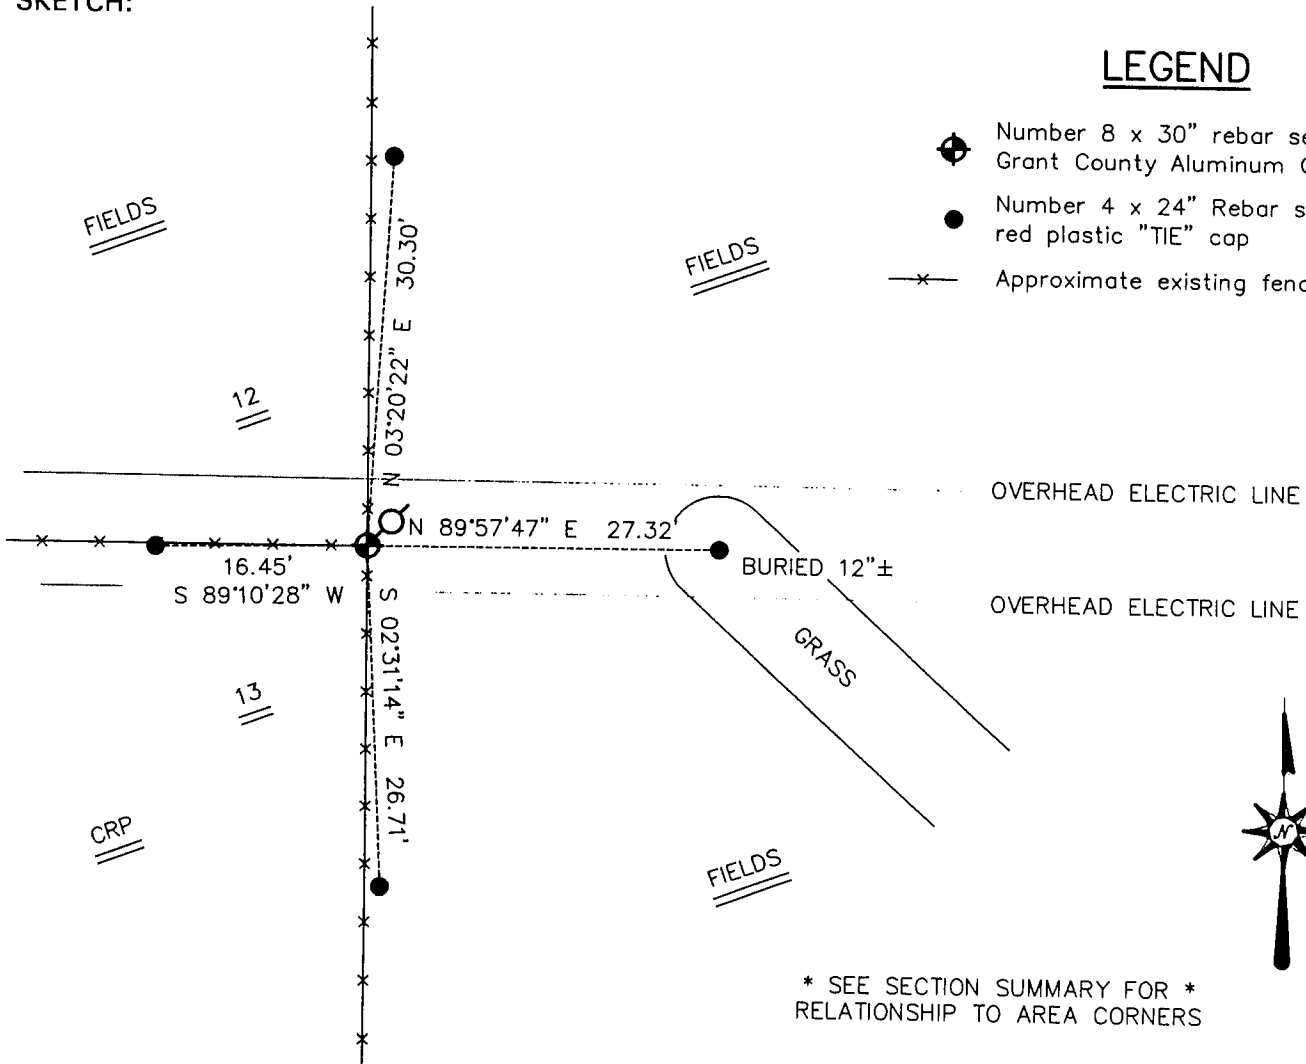 SKETCH:
LEGEND
Number 8 x 30" rebar
Grant County Aluminum
Number 4 x 24" Rebar
red plastic "TIE" cap
Approximate existing
FIELDS
FIELDS
30.30'
N 03°20'22" E
12
OVERHEAD ELECTRIC LINE
N 89°57'47" E 27.32'
16.45'
S 89°10'28" W
BURIED 12"±
OVERHEAD ELECTRIC LINE
S 02°31'14" E 26.71'
GRASS
13
CRP
FIELDS
N
* SEE SECTION SUMMARY FOR *
RELATIONSHIP TO AREA CORNERS